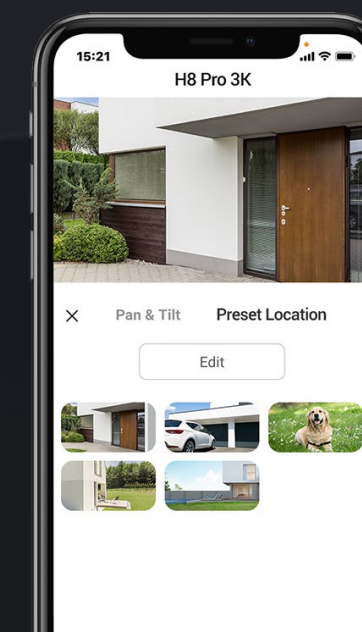 15:21
H8 Pro 3K
Pan & Tilt
Preset Location
Edit